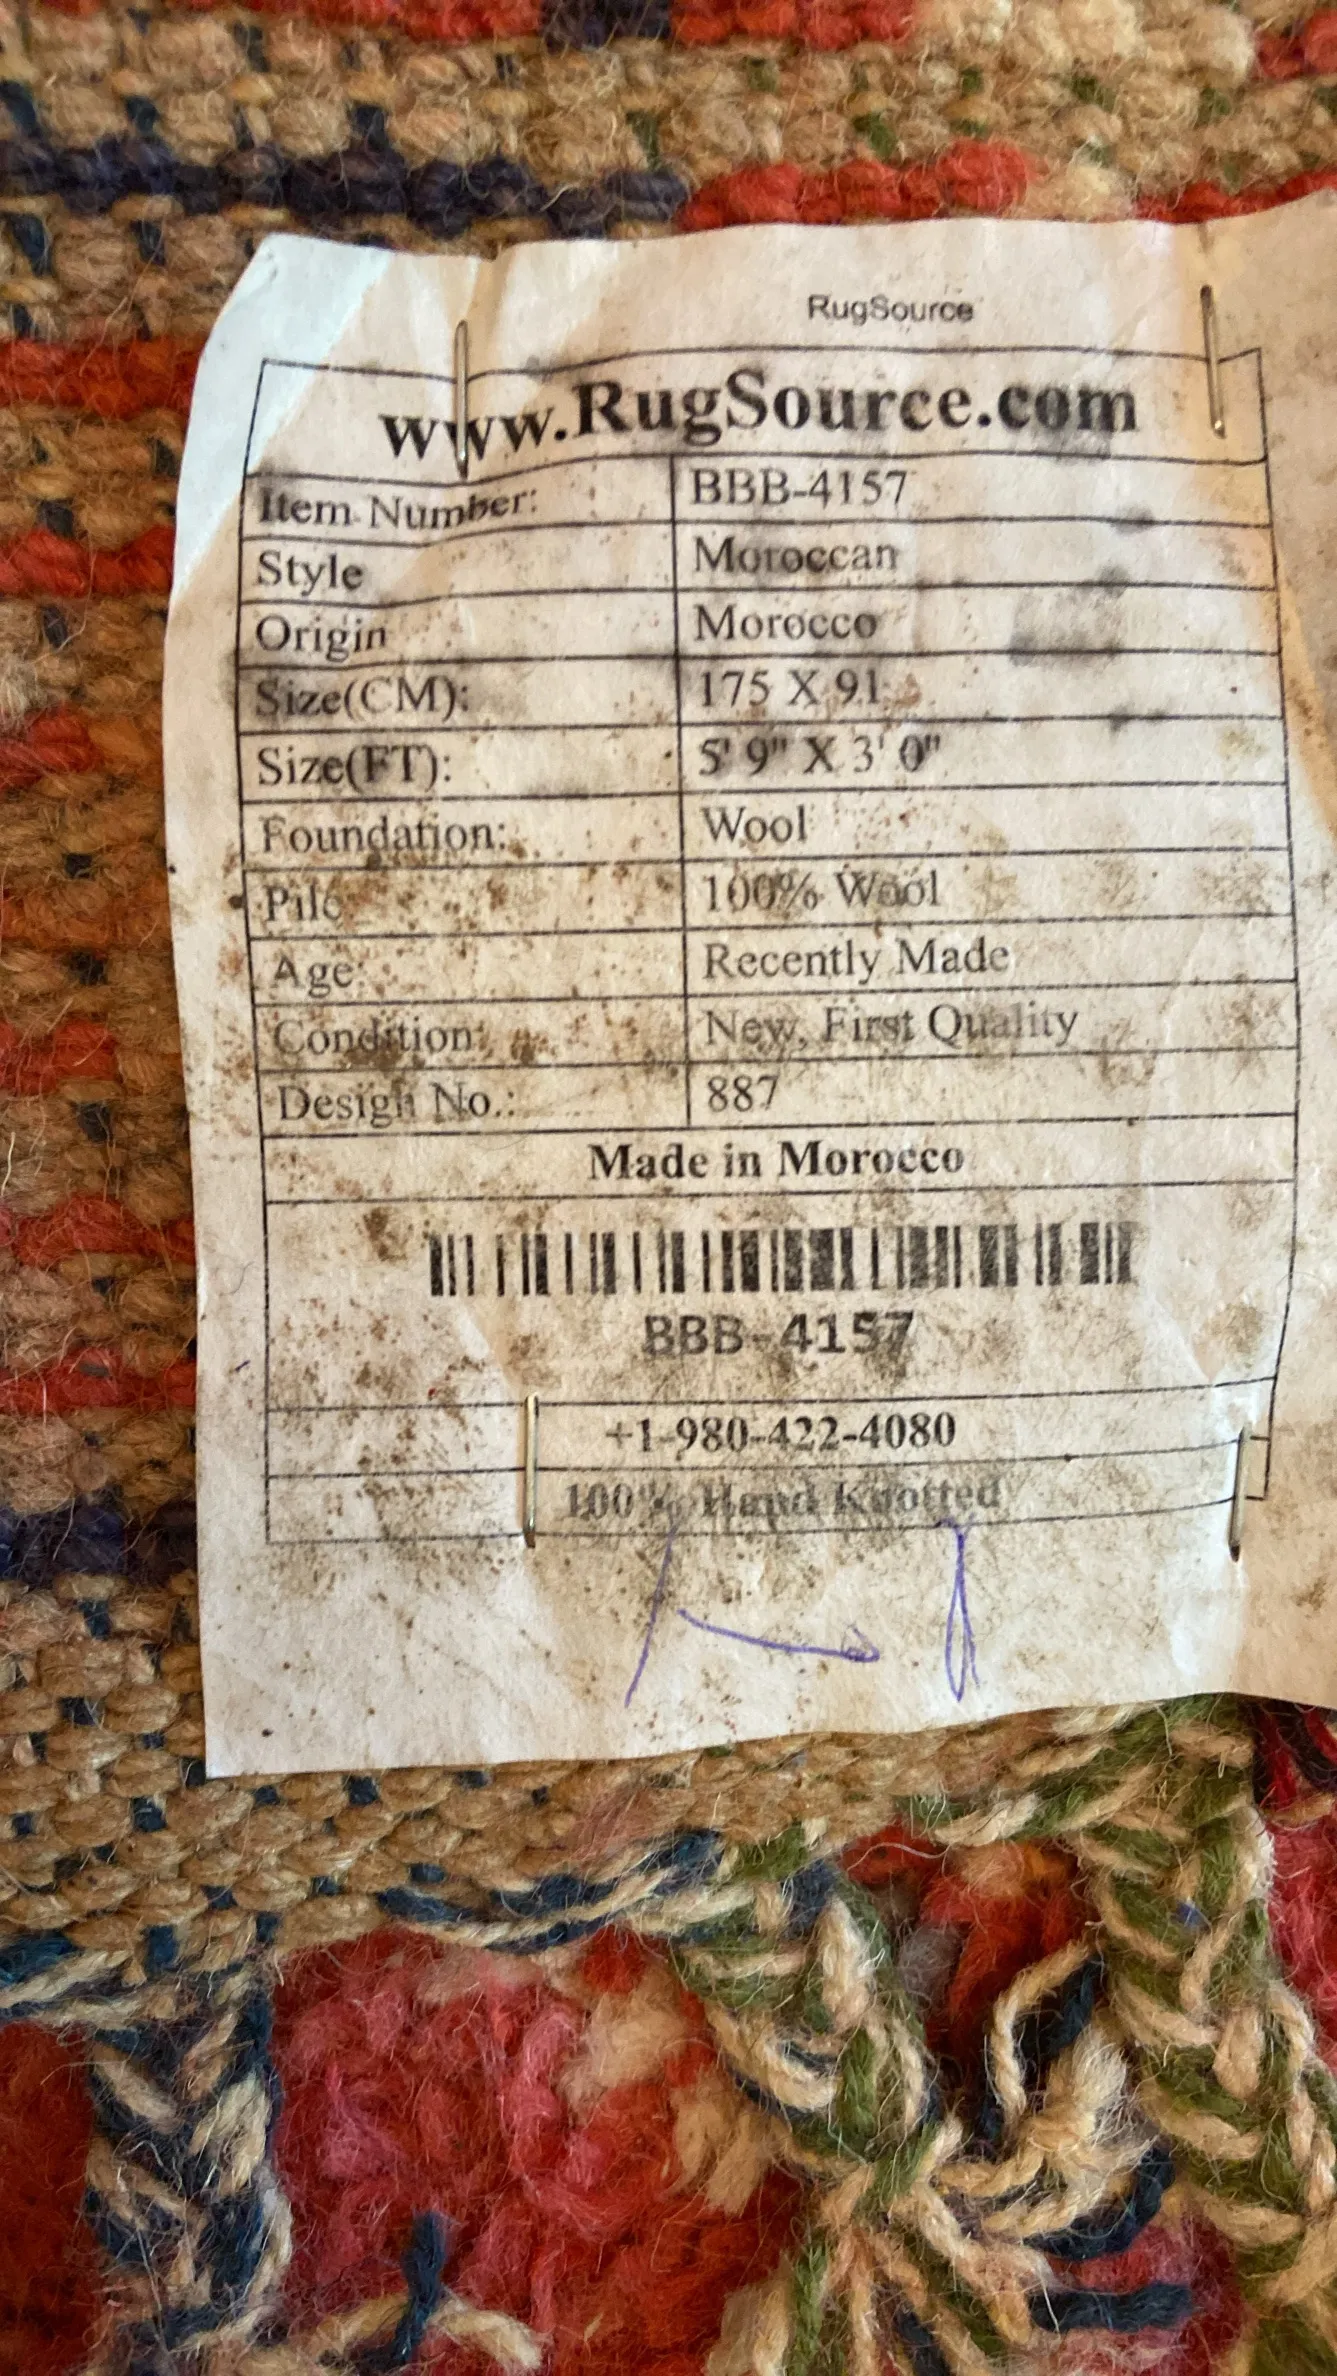 RugSource
www.RugSource.com
Item Number: BBB-4157
Style Moroccan
Origin Morocco
Size(CM): 175 X 91
Size(FT): 5' 9" X 3' 0"
Foundation: Wool
Pile 100% Wool
Age: Recently Made
Condition: New, First Quality
Design No.: 887
Made in Morocco
BBB-4157
+1-980-422-4080
100% Hand Knotted